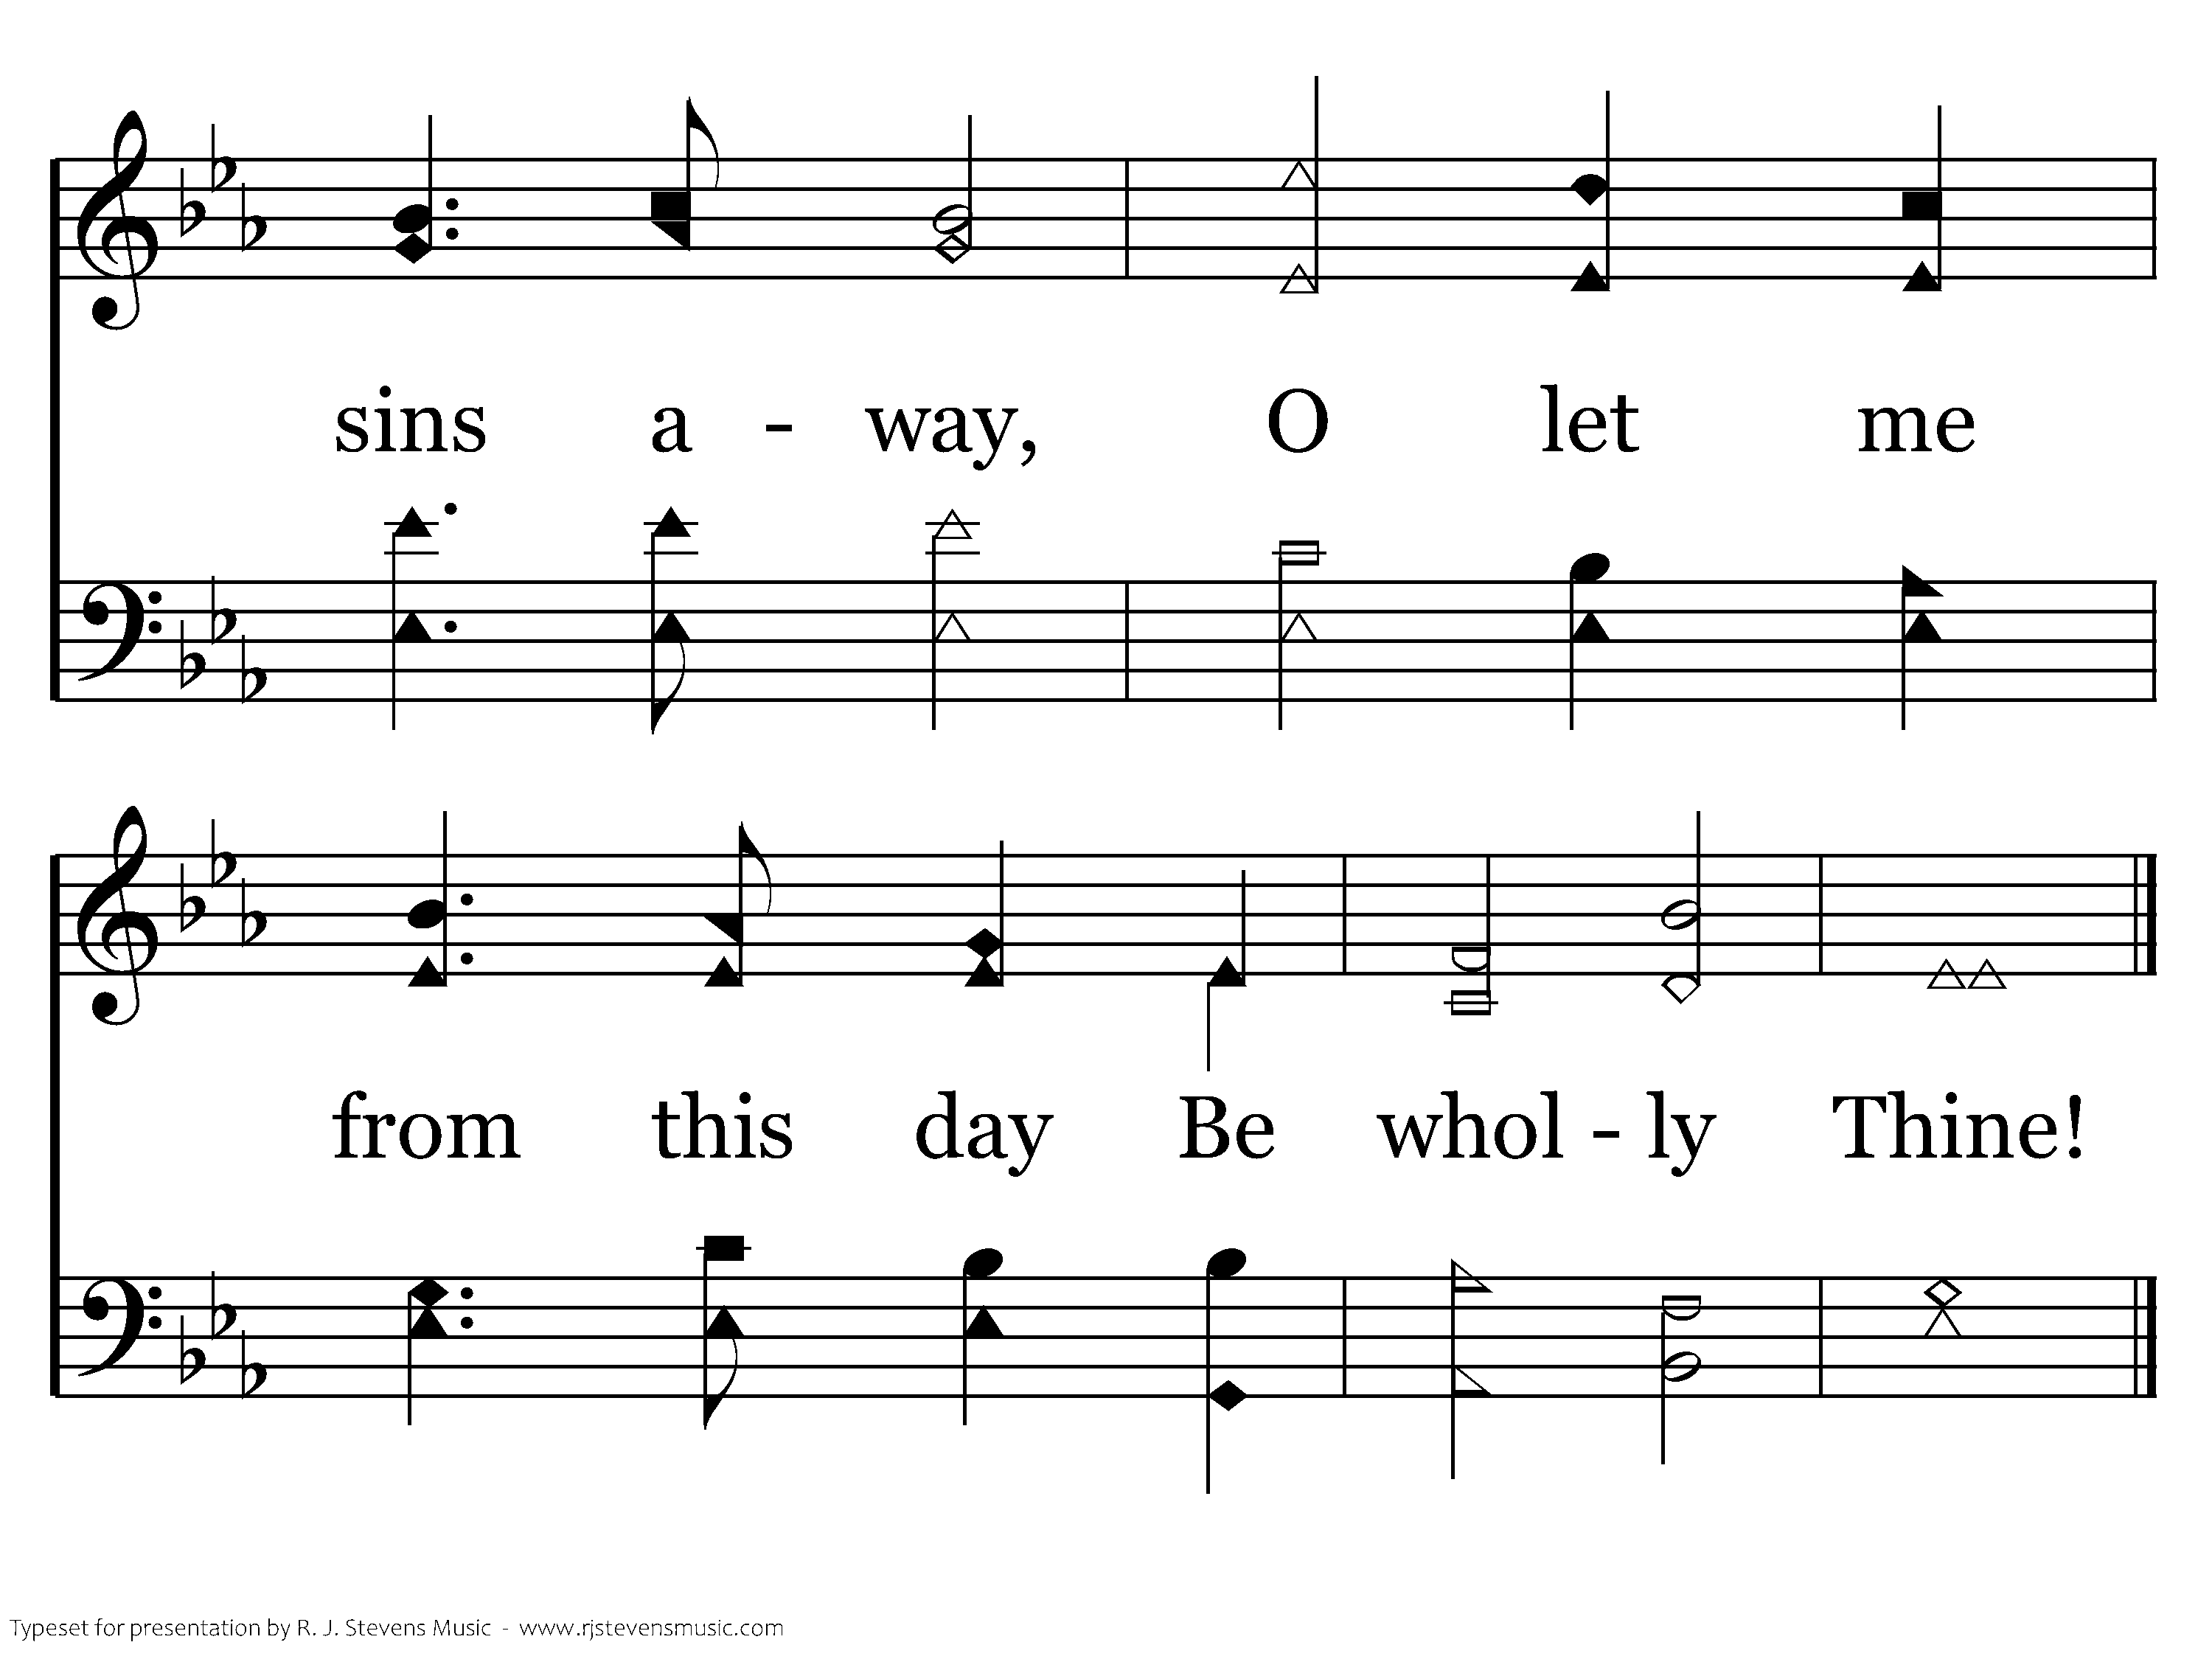 sins a - way, O let me
from this day Be whol - ly Thine!
Typeset for presentation by R. J. Stevens Music - www.rjstevensmusic.com